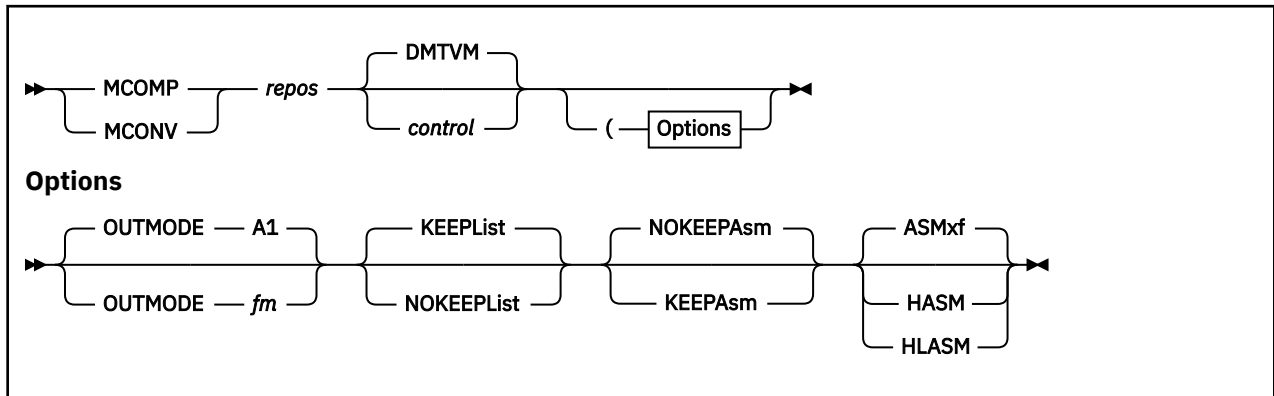 DMTVM
MCOMP repos
MCONV control ( Options
Options
OUTMODE A1 KEEPList NOKEEPAsm ASMxf
OUTMODE fm NOKEEPList KEEPAsm HASM
HLASM